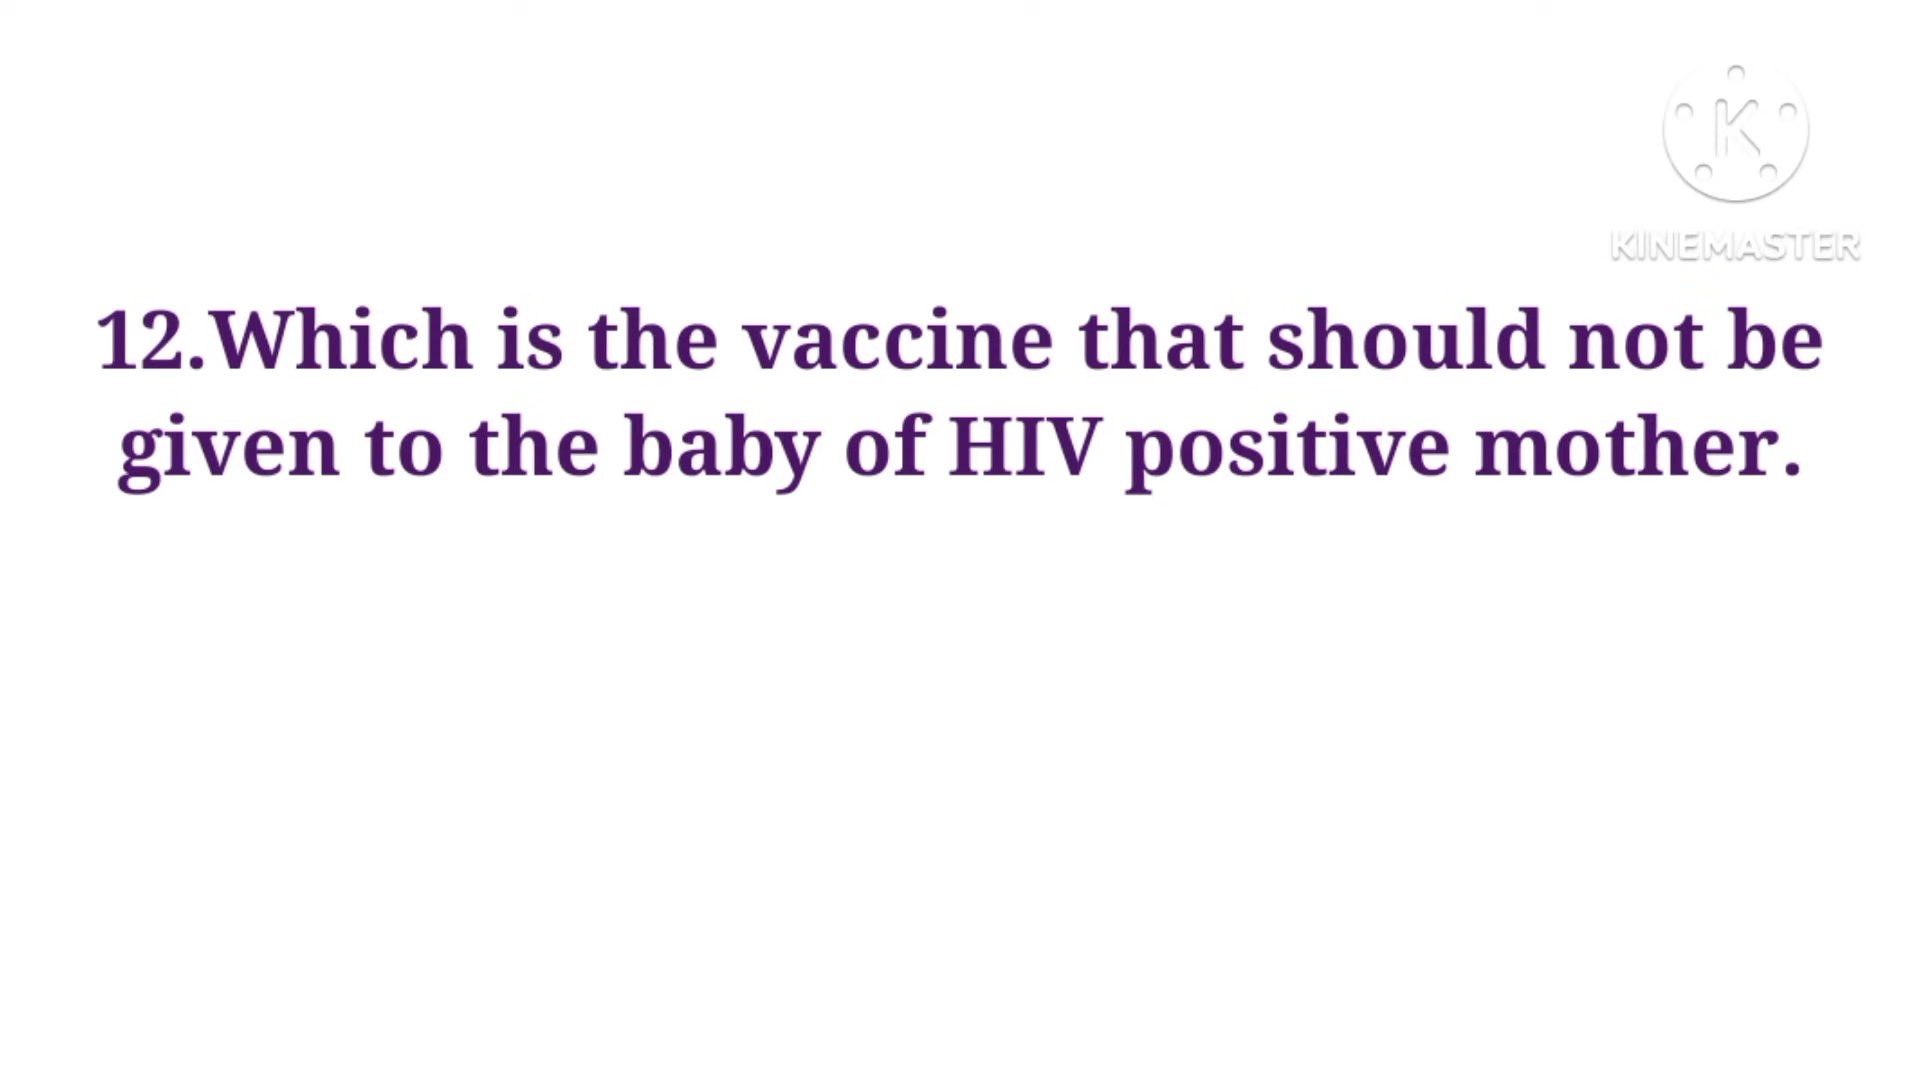 KINEMASTER
12.Which is the vaccine that should not be
given to the baby of HIV positive mother.